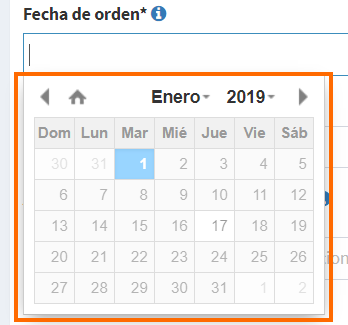 Fecha de orden*
Enero 2019
Dom Lun Mar Mié Jue Vie Sáb
30 31 1 2 3 4 5
6 7 8 9 10 11 12
13 14 15 16 17 18 19
20 21 22 23 24 25 26
27 28 29 30 31 1 2